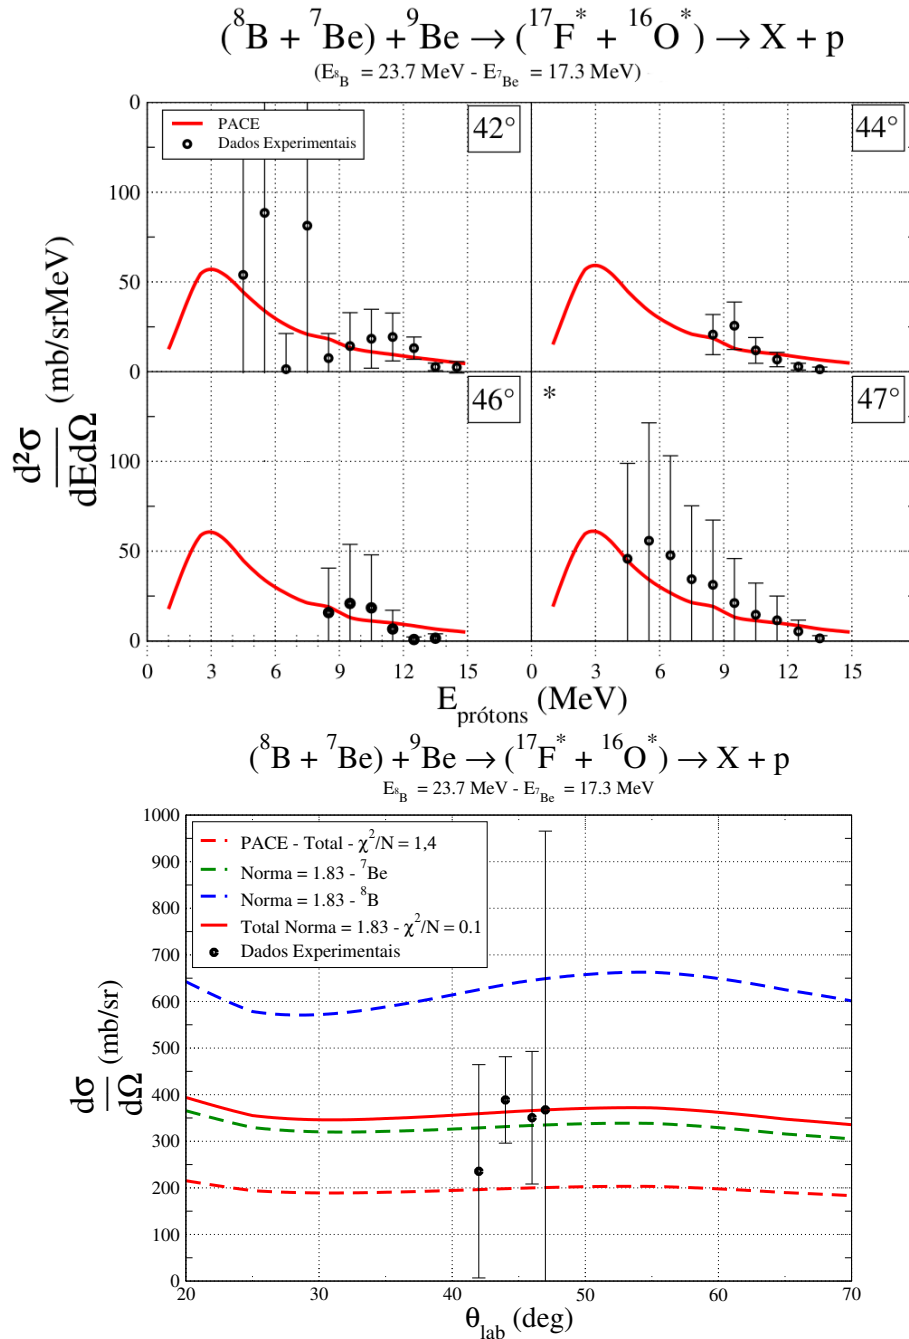 (⁸B + ⁷Be) + ⁹Be → (¹⁷F* + ¹⁶O*) → X + p
(E⁸B = 23.7 MeV - E⁷Be = 17.3 MeV)
PACE
Dados Experimentais
42°
44°
0
100
50
0
46°
* 47°
100
50
0
d²σ/dEdΩ (mb/srMeV)
0 3 6 9 12 15 0 3 6 9 12 15
Eprótons (MeV)
(⁸B + ⁷Be) + ⁹Be → (¹⁷F* + ¹⁶O*) → X + p
E⁸B = 23.7 MeV - E⁷Be = 17.3 MeV
PACE - Total - χ²/N = 1,4
Norma = 1.83 - ⁷Be
Norma = 1.83 - ⁸B
Total Norma = 1.83 - χ²/N = 0.1
Dados Experimentais
1000
900
800
700
600
500
400
300
200
100
0
dσ/dΩ (mb/sr)
20 30 40 50 60 70
θlab (deg)